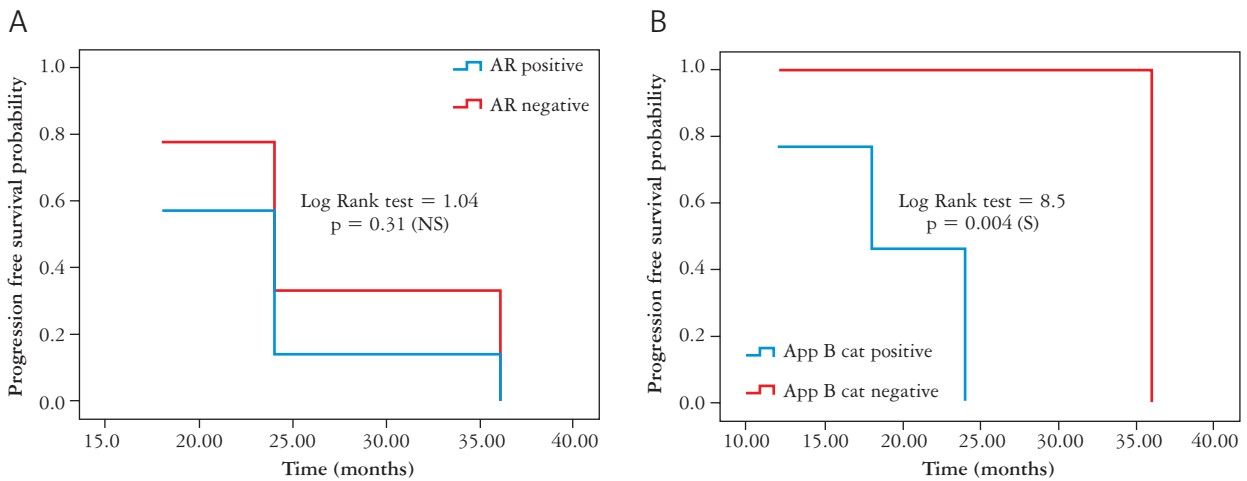 A
Progression free survival probability
1.0
0.8
0.6
0.4
0.2
0.0
AR positive
AR negative
Log Rank test = 1.04
p = 0.31 (NS)
15.0 20.00 25.00 30.00 35.00 40.00
Time (months)
B
Progression free survival probability
1.0
0.8
0.6
0.4
0.2
0.0
Log Rank test = 8.5
p = 0.004 (S)
App B cat positive
App B cat negative
10.00 15.00 20.00 25.00 30.00 35.00 40.00
Time (months)